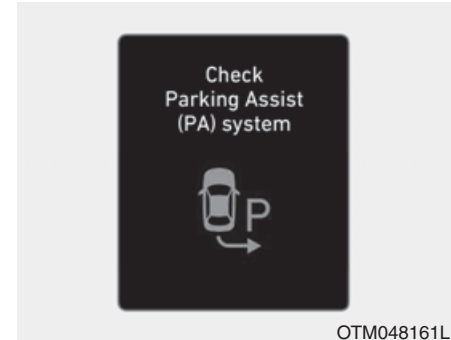 Check
Parking Assist
(PA) system
P
OTM048161L